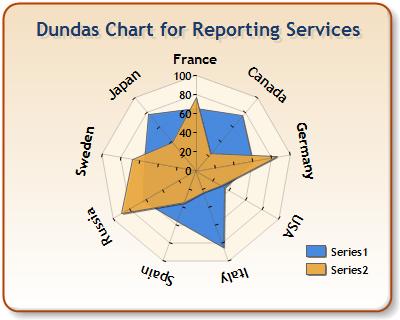 Dundas Chart for Reporting Services
France
Japan
Canada
100
80
60
40
20
0
Sweden
Germany
Russia
USA
Spain
Italy
Series1
Series2